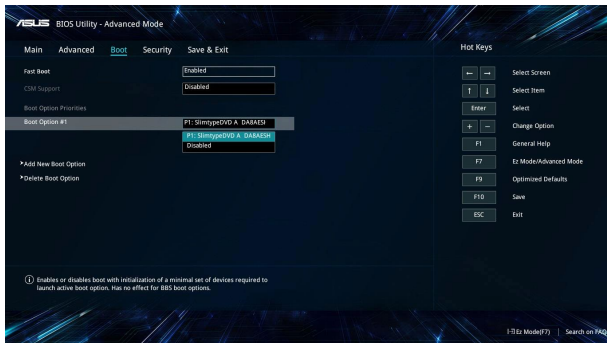 ASUS BIOS Utility - Advanced Mode
Main Advanced Boot Security Save & Exit
Hot Keys
Fast Boot Enabled
CSM Support Disabled
Boot Option Priorities
Boot Option #1 P1: SlimtypeDVD A DA8AESI
P1: SlimtypeDVD A DA8AESH
Disabled
Add New Boot Option
Delete Boot Option
← → Select Screen
↑ ↓ Select Item
Enter Select
+ − Change Option
F1 General Help
F7 Ez Mode/Advanced Mode
F9 Optimized Defaults
F10 Save
ESC Exit
Enables or disables boot with initialization of a minimal set of devices required to
launch active boot option. Has no effect for BBS boot options.
Ez Mode(F7) | Search on FAQ